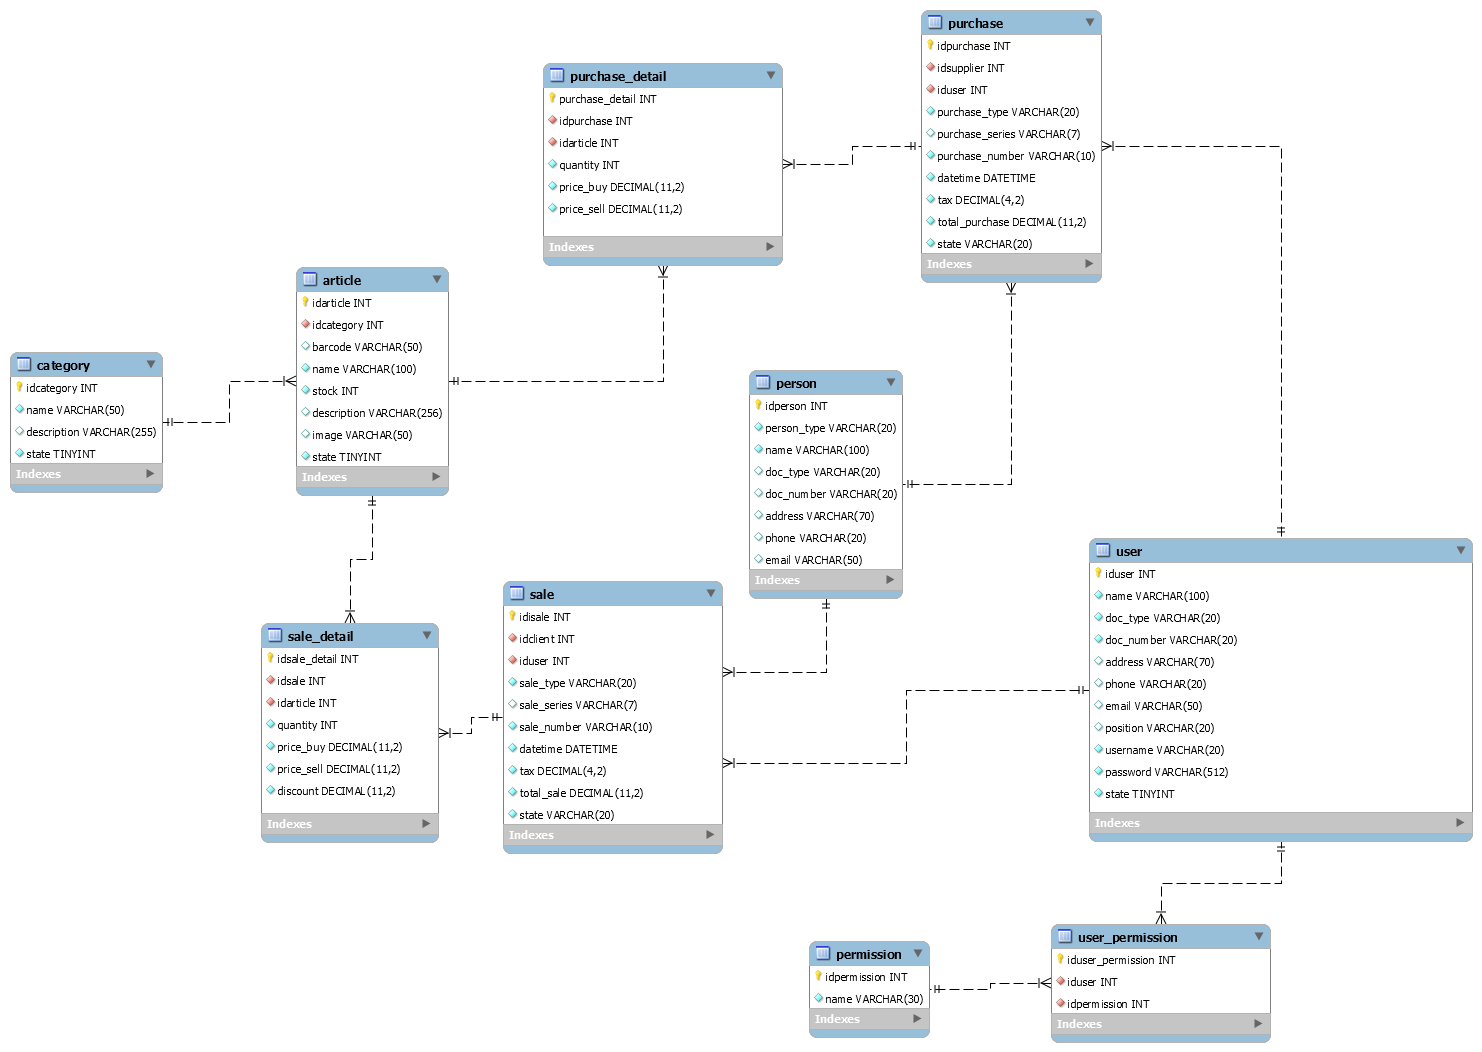 purchase
idpurchase INT
idsupplier INT
iduser INT
purchase_type VARCHAR(20)
purchase_series VARCHAR(7)
purchase_number VARCHAR(10)
datetime DATETIME
tax DECIMAL(4,2)
total_purchase DECIMAL(11,2)
state VARCHAR(20)
Indexes
purchase_detail
purchase_detail INT
idpurchase INT
idarticle INT
quantity INT
price_buy DECIMAL(11,2)
price_sell DECIMAL(11,2)
Indexes
article
idarticle INT
idcategory INT
barcode VARCHAR(50)
name VARCHAR(100)
stock INT
description VARCHAR(256)
image VARCHAR(50)
state TINYINT
Indexes
category
idcategory INT
name VARCHAR(50)
description VARCHAR(255)
state TINYINT
Indexes
person
idperson INT
person_type VARCHAR(20)
name VARCHAR(100)
doc_type VARCHAR(20)
doc_number VARCHAR(20)
address VARCHAR(70)
phone VARCHAR(20)
email VARCHAR(50)
Indexes
user
iduser INT
name VARCHAR(100)
doc_type VARCHAR(20)
doc_number VARCHAR(20)
address VARCHAR(70)
phone VARCHAR(20)
email VARCHAR(50)
position VARCHAR(20)
username VARCHAR(20)
password VARCHAR(512)
state TINYINT
Indexes
sale
idisale INT
idclient INT
iduser INT
sale_type VARCHAR(20)
sale_series VARCHAR(7)
sale_number VARCHAR(10)
datetime DATETIME
tax DECIMAL(4,2)
total_sale DECIMAL(11,2)
state VARCHAR(20)
Indexes
sale_detail
idsale_detail INT
idsale INT
idarticle INT
quantity INT
price_buy DECIMAL(11,2)
price_sell DECIMAL(11,2)
discount DECIMAL(11,2)
Indexes
permission
idpermission INT
name VARCHAR(30)
Indexes
user_permission
iduser_permission INT
iduser INT
idpermission INT
Indexes